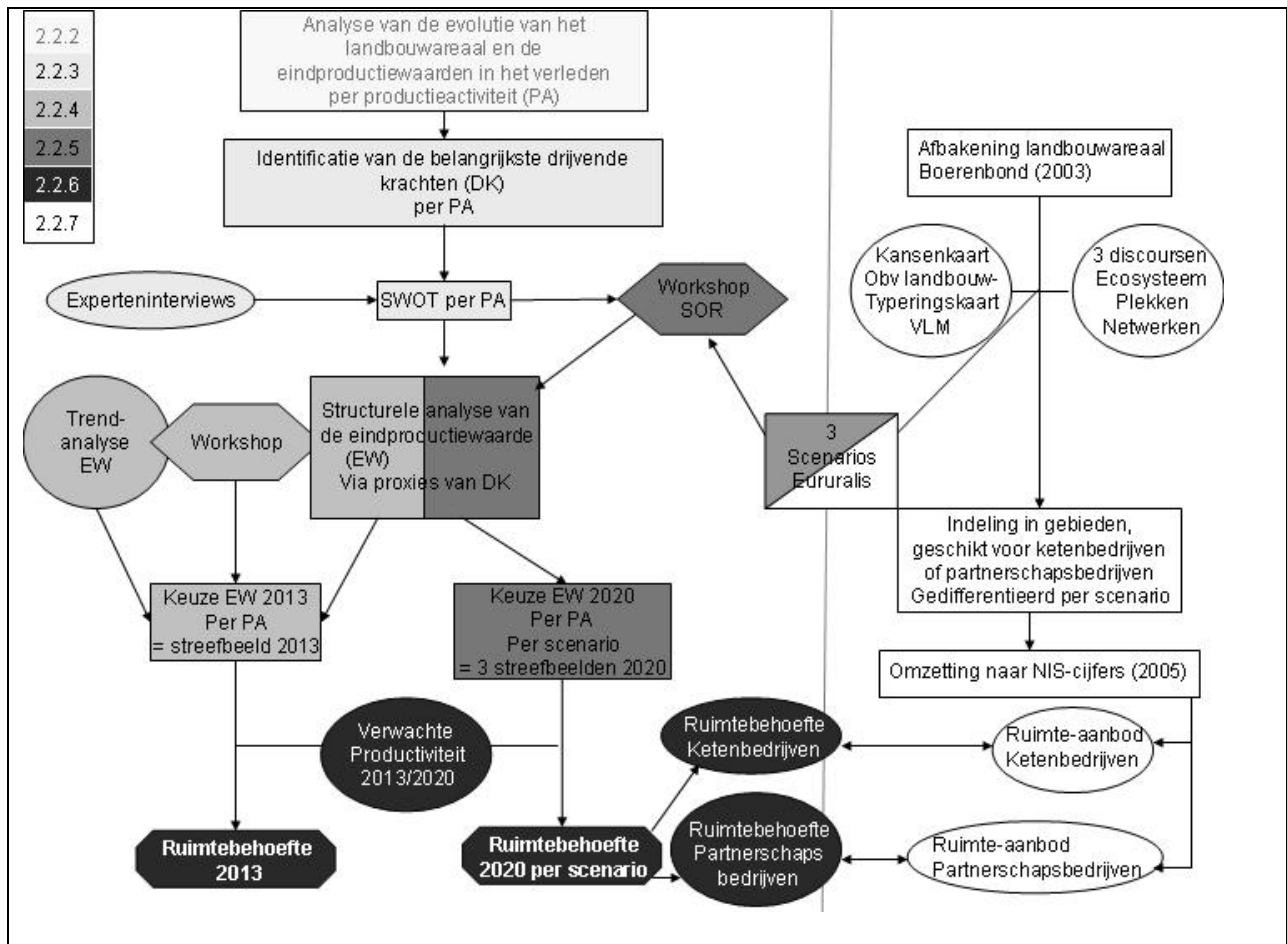 2.2.2
2.2.3
2.2.4
2.2.5
2.2.6
2.2.7
Analyse van de evolutie van het
landbouwareaal en de
eindproductiewaarden in het verleden
per productieactiviteit (PA)
Identificatie van de belangrijkste drijvende
krachten (DK)
per PA
Experteninterviews
SWOT per PA
Workshop
SOR
Trend-
analyse
EW
Workshop
Structurele analyse van
de eindproductiewaarde
(EW)
Via proxies van DK
3
Scenarios
Eururalis
Keuze EW 2013
Per PA
= streefbeeld 2013
Keuze EW 2020
Per PA
Per scenario
= 3 streefbeelden 2020
Verwachte
Productiviteit
2013/2020
Ruimtebehoefte
2013
Ruimtebehoefte
2020 per scenario
Ruimtebehoefte
Ketenbedrijven
Ruimtebehoefte
Partnerschaps
bedrijven
Afbakening landbouwareaal
Boerenbond (2003)
Kansenkaart
Obv landbouw-
Typeringskaart
VLM
3 discoursen
Ecosysteem
Plekken
Netwerken
Indeling in gebieden,
geschikt voor ketenbedrijven
of partnerschapsbedrijven
Gedifferentieerd per scenario
Omzetting naar NIS-cijfers (2005)
Ruimte-aanbod
Ketenbedrijven
Ruimte-aanbod
Partnerschapsbedrijven